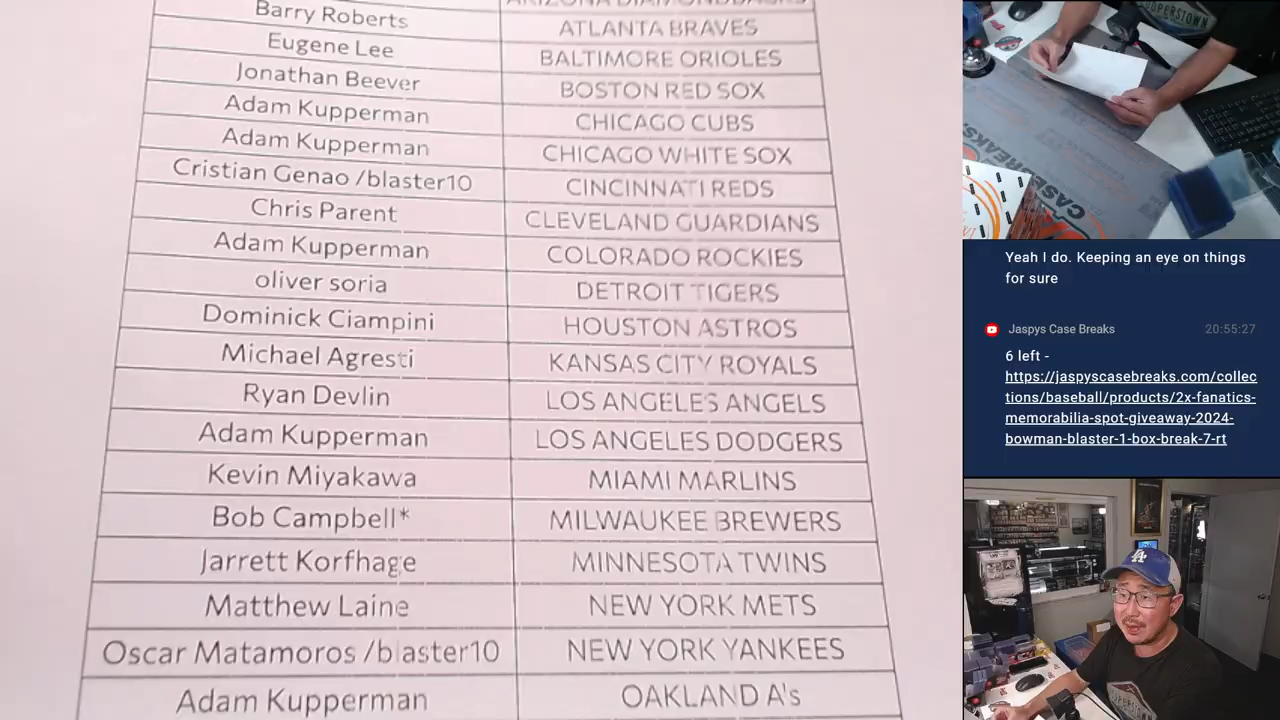 ARIZONA DIAMONDBACKS
Barry Roberts ATLANTA BRAVES
Eugene Lee BALTIMORE ORIOLES
Jonathan Beever BOSTON RED SOX
Adam Kupperman CHICAGO CUBS
Adam Kupperman CHICAGO WHITE SOX
Cristian Genao /blaster10 CINCINNATI REDS
Chris Parent CLEVELAND GUARDIANS
Adam Kupperman COLORADO ROCKIES
oliver soria DETROIT TIGERS
Dominick Ciampini HOUSTON ASTROS
Michael Agresti KANSAS CITY ROYALS
Ryan Devlin LOS ANGELES ANGELS
Adam Kupperman LOS ANGELES DODGERS
Kevin Miyakawa MIAMI MARLINS
Bob Campbell* MILWAUKEE BREWERS
Jarrett Korfhage MINNESOTA TWINS
Matthew Laine NEW YORK METS
Oscar Matamoros /blaster10 NEW YORK YANKEES
Adam Kupperman OAKLAND A's
COOPERSTOWN
CASEBREAKS
Yeah I do. Keeping an eye on things
for sure
Jaspys Case Breaks 20:55:27
6 left -
https://jaspyscasebreaks.com/collec
tions/baseball/products/2x-fanatics-
memorabilia-spot-giveaway-2024-
bowman-blaster-1-box-break-7-rt
LA